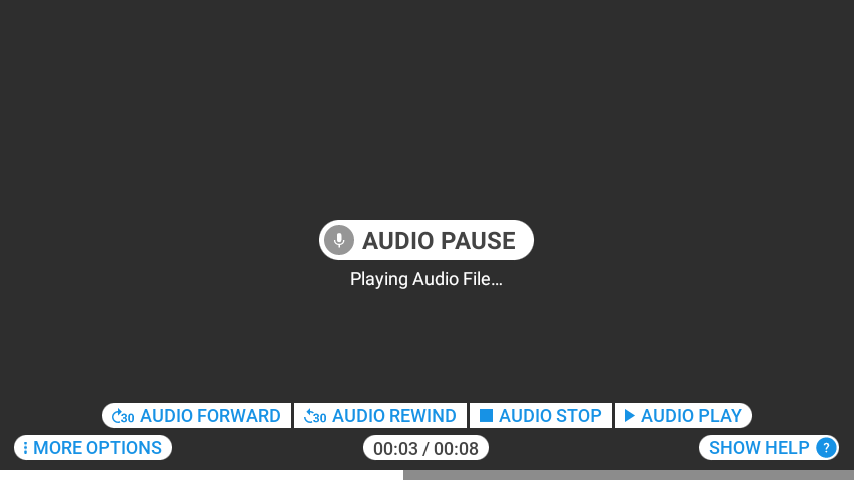 AUDIO PAUSE
Playing Audio File...
30 AUDIO FORWARD 30 AUDIO REWIND AUDIO STOP AUDIO PLAY
MORE OPTIONS 00:03 / 00:08 SHOW HELP ?